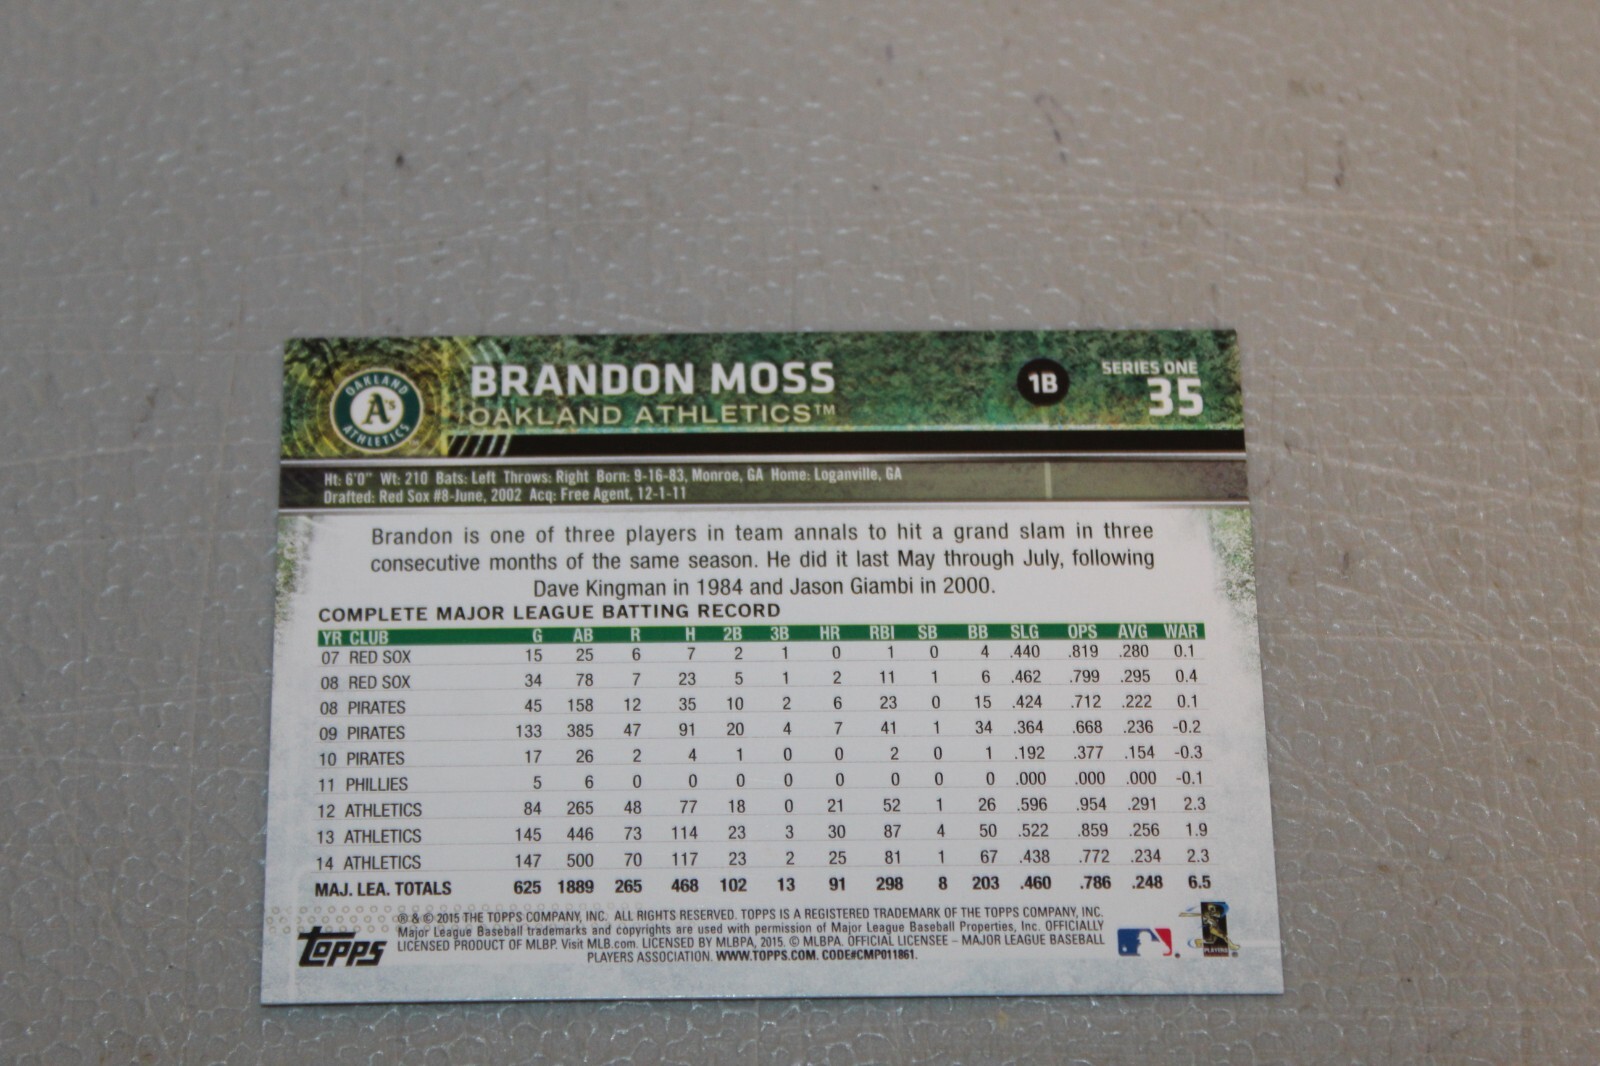 OAKLAND A's ATHLETICS
BRANDON MOSS
OAKLAND ATHLETICS™
1B
SERIES ONE
35
Ht: 6'0" Wt: 210 Bats: Left Throws: Right Born: 9-16-83, Monroe, GA Home: Loganville, GA
Drafted: Red Sox #8-June, 2002 Acq: Free Agent, 12-1-11
Brandon is one of three players in team annals to hit a grand slam in three
consecutive months of the same season. He did it last May through July, following
Dave Kingman in 1984 and Jason Giambi in 2000.
COMPLETE MAJOR LEAGUE BATTING RECORD
YR CLUB G AB R H 2B 3B HR RBI SB BB SLG OPS AVG WAR
07 RED SOX 15 25 6 7 2 1 0 1 0 4 .440 .819 .280 0.1
08 RED SOX 34 78 7 23 5 1 2 11 1 6 .462 .799 .295 0.4
08 PIRATES 45 158 12 35 10 2 6 23 0 15 .424 .712 .222 0.1
09 PIRATES 133 385 47 91 20 4 7 41 1 34 .364 .668 .236 -0.2
10 PIRATES 17 26 2 4 1 0 0 2 0 1 .192 .377 .154 -0.3
11 PHILLIES 5 6 0 0 0 0 0 0 0 0 .000 .000 .000 -0.1
12 ATHLETICS 84 265 48 77 18 0 21 52 1 26 .596 .954 .291 2.3
13 ATHLETICS 145 446 73 114 23 3 30 87 4 50 .522 .859 .256 1.9
14 ATHLETICS 147 500 70 117 23 2 25 81 1 67 .438 .772 .234 2.3
MAJ. LEA. TOTALS 625 1889 265 468 102 13 91 298 8 203 .460 .786 .248 6.5
Topps
® & © 2015 THE TOPPS COMPANY, INC. ALL RIGHTS RESERVED. TOPPS IS A REGISTERED TRADEMARK OF THE TOPPS COMPANY, INC.
Major League Baseball trademarks and copyrights are used with permission of Major League Baseball Properties, Inc. OFFICIALLY
LICENSED PRODUCT OF MLBP. Visit MLB.com. LICENSED BY MLBPA, 2015. © MLBPA. OFFICIAL LICENSEE – MAJOR LEAGUE BASEBALL
PLAYERS ASSOCIATION. WWW.TOPPS.COM. CODE#CMP011861.